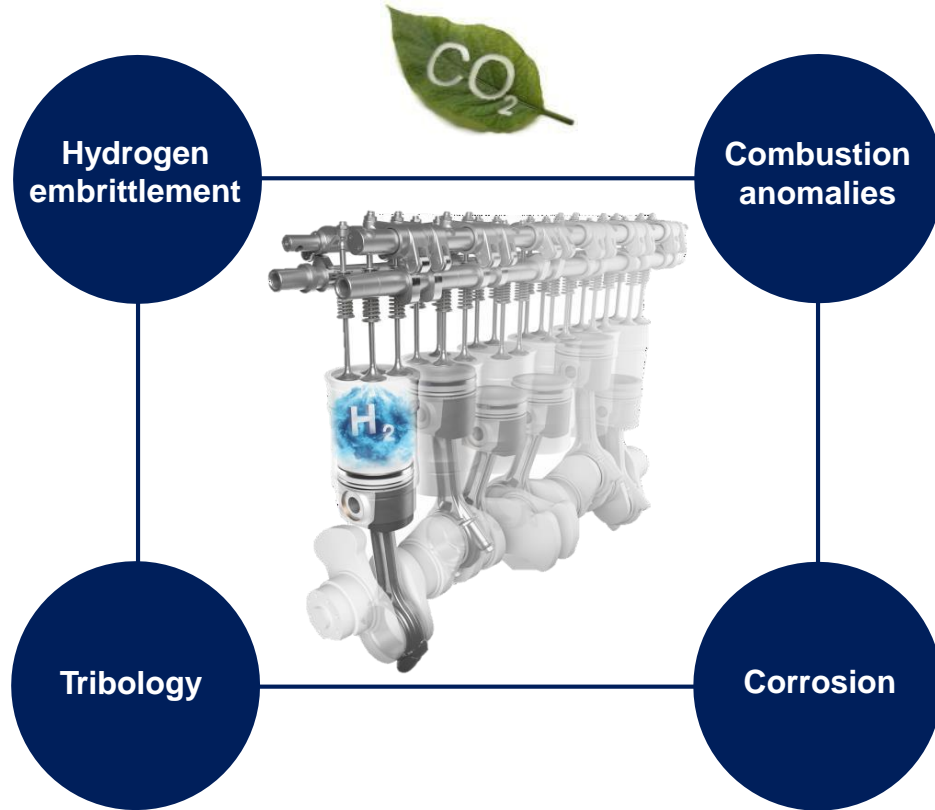 CO2
Hydrogen
embrittlement
Combustion
anomalies
H2
Tribology
Corrosion